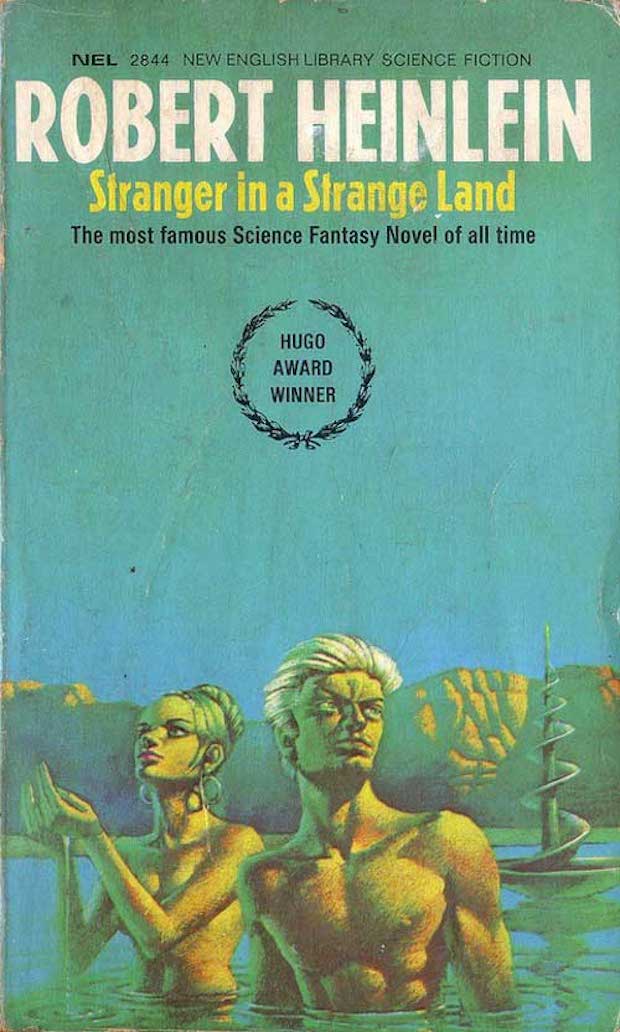 NEL 2844 NEW ENGLISH LIBRARY SCIENCE FICTION
ROBERT HEINLEIN
Stranger in a Strange Land
The most famous Science Fantasy Novel of all time
HUGO
AWARD
WINNER